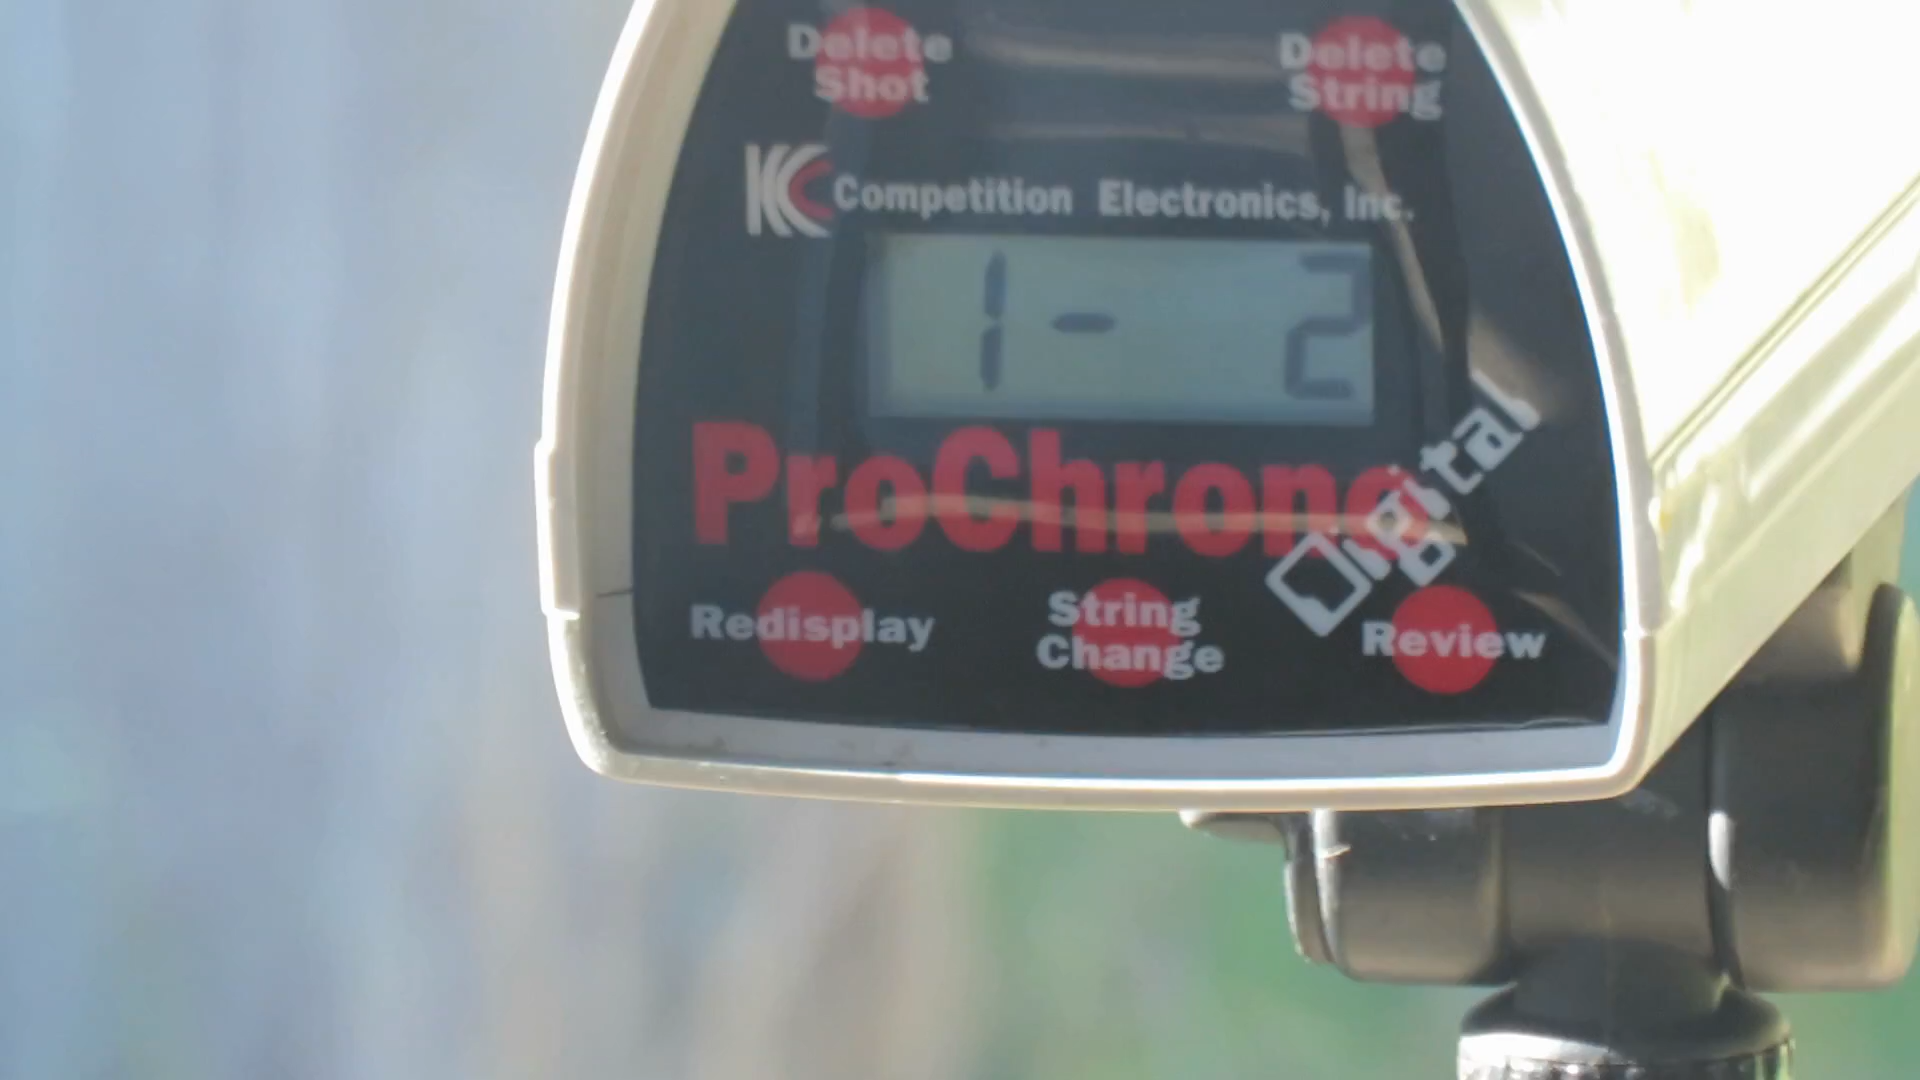 Delete Shot
Delete String
Competition Electronics, Inc.
1- 2
ProChrono
Digital
Redisplay
String Change
Review